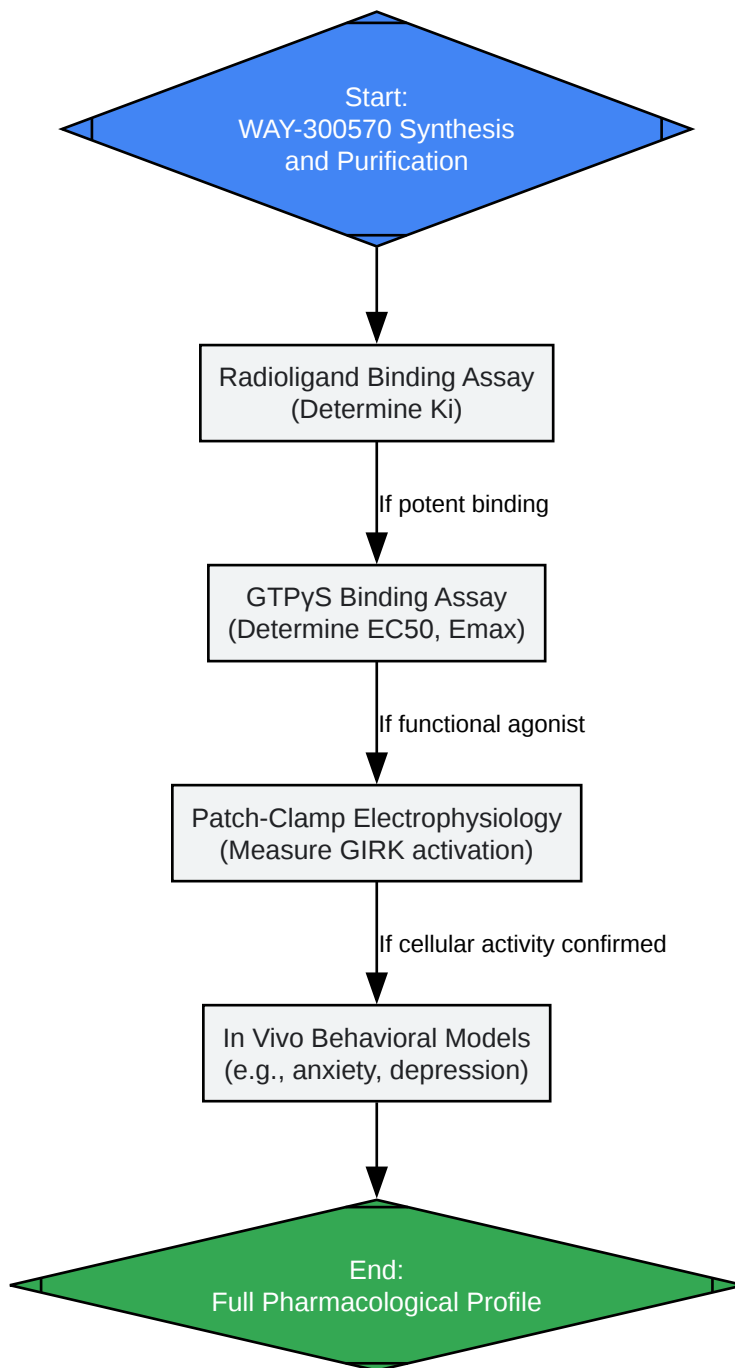 Start:
WAY-300570 Synthesis
and Purification
Radioligand Binding Assay
(Determine Ki)
If potent binding
GTPγS Binding Assay
(Determine EC50, Emax)
If functional agonist
Patch-Clamp Electrophysiology
(Measure GIRK activation)
If cellular activity confirmed
In Vivo Behavioral Models
(e.g., anxiety, depression)
End:
Full Pharmacological Profile